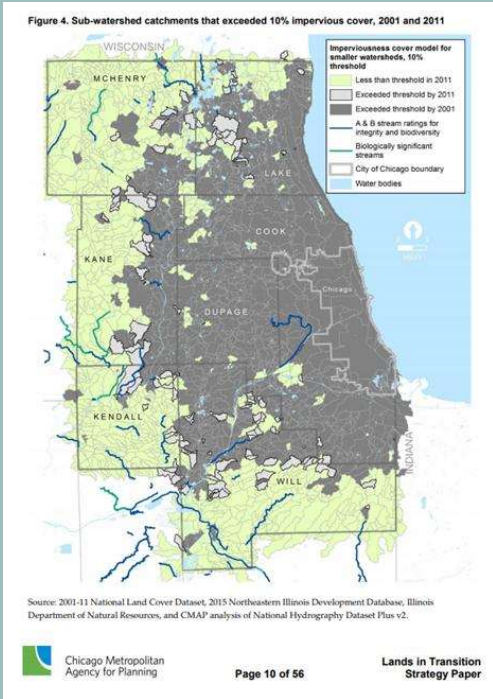 Figure 4. Sub-watershed catchments that exceeded 10% impervious cover, 2001 and 2011
WISCONSIN
MCHENRY
LAKE
COOK
KANE
Chicago
DUPAGE
KENDALL
WILL
INDIANA
Imperviousness cover model for
smaller watersheds, 10%
threshold
Less than threshold in 2011
Exceeded threshold by 2011
Exceeded threshold by 2001
A & B stream ratings for
integrity and biodiversity
Biologically significant
streams
City of Chicago boundary
Water bodies
Source: 2001-11 National Land Cover Dataset, 2015 Northeastern Illinois Development Database, Illinois
Department of Natural Resources, and CMAP analysis of National Hydrography Dataset Plus v2.
Chicago Metropolitan
Agency for Planning
Page 10 of 56
Lands in Transition
Strategy Paper